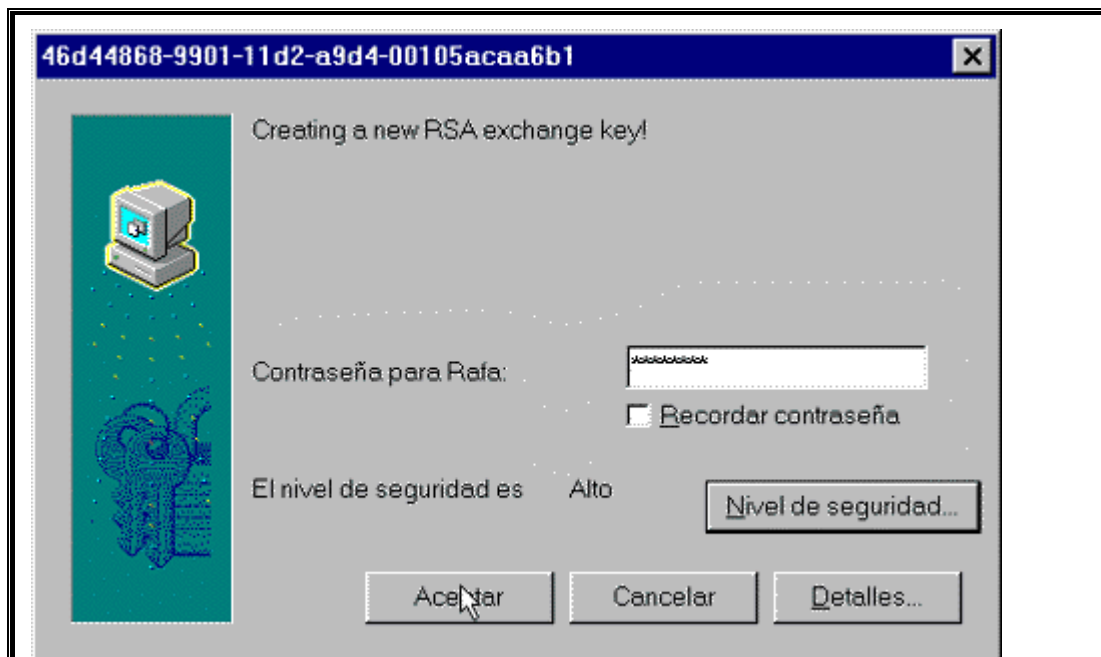 46d44868-9901-11d2-a9d4-00105acaa6b1
Creating a new RSA exchange key!
Contraseña para Rafa:
********
Recordar contraseña
El nivel de seguridad es Alto
Nivel de seguridad...
Aceptar Cancelar Detalles...